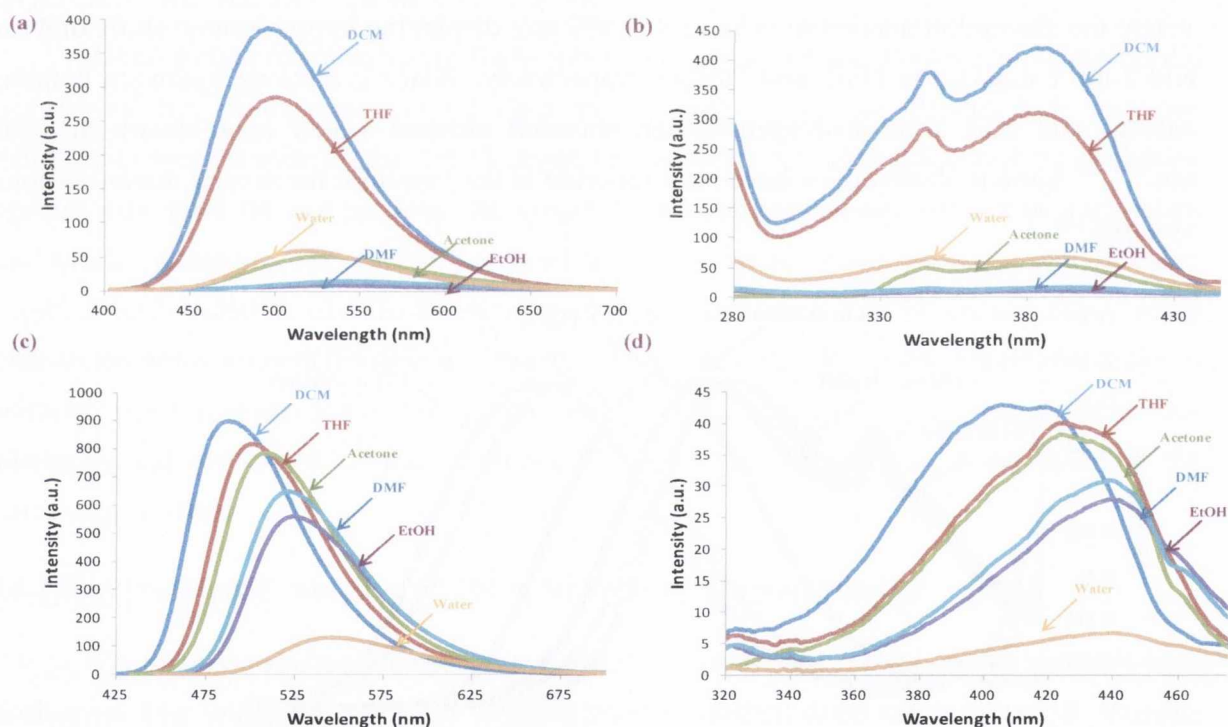 (a)
400
350
300
250
200
150
100
50
0
Intensity (a.u.)
DCM
THF
Water
Acetone
DMF
EtOH
400 450 500 550 600 650 700
Wavelength (nm)
(b)
450
400
350
300
250
200
150
100
50
0
Intensity (a.u.)
DCM
THF
Water
Acetone
DMF
EtOH
280 330 380 430
Wavelength (nm)
(c)
1000
900
800
700
600
500
400
300
200
100
0
Intensity (a.u.)
DCM
THF
Acetone
DMF
EtOH
Water
425 475 525 575 625 675
Wavelength (nm)
(d)
45
40
35
30
25
20
15
10
5
0
Intensity (a.u.)
DCM
THF
Acetone
DMF
EtOH
Water
320 340 360 380 400 420 440 460
Wavelength (nm)